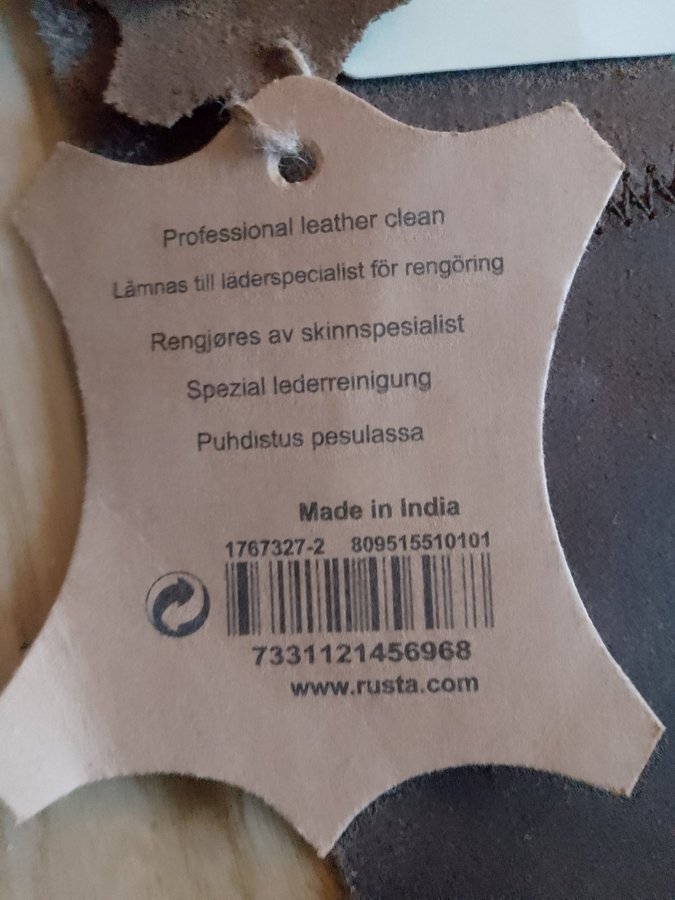 Professional leather clean
Lämnas till läderspecialist för rengöring
Rengjøres av skinnspesialist
Spezial lederreinigung
Puhdistus pesulassa
Made in India
1767327-2 809515510101
7331121456968
www.rusta.com